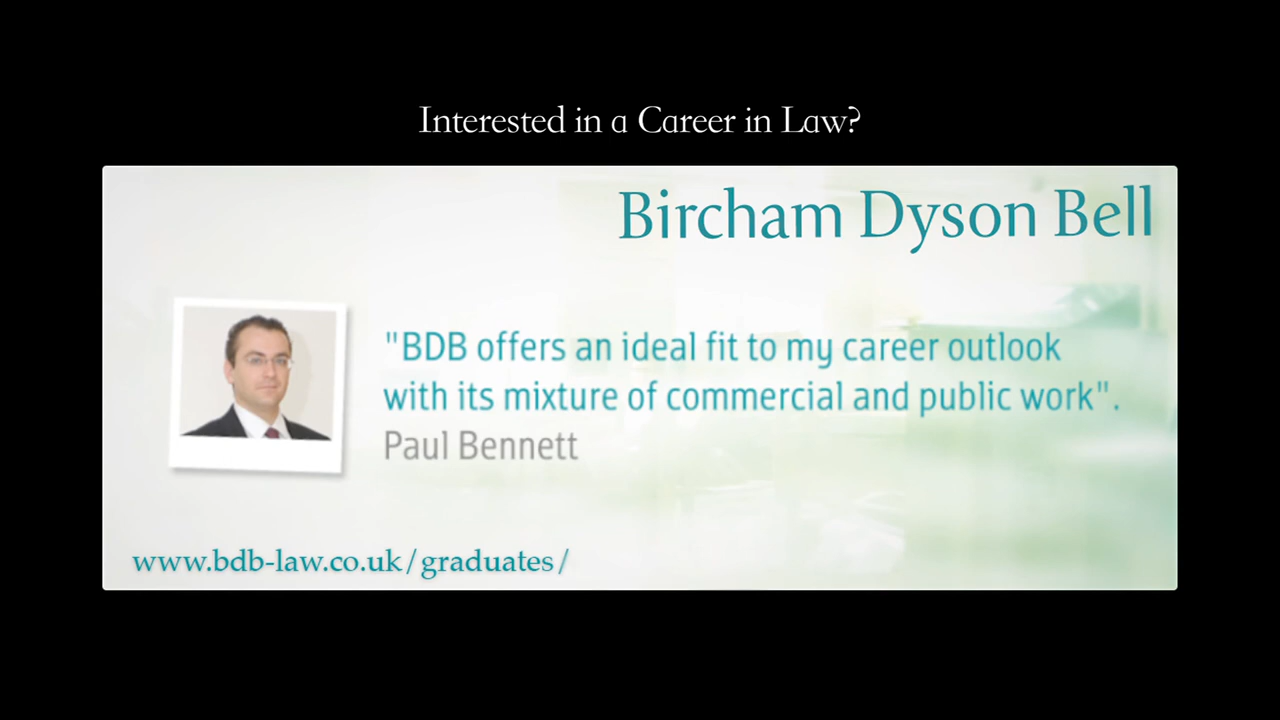 Interested in a Career in Law?
Bircham Dyson Bell
"BDB offers an ideal fit to my career outlook
with its mixture of commercial and public work".
Paul Bennett
www.bdb-law.co.uk/graduates/